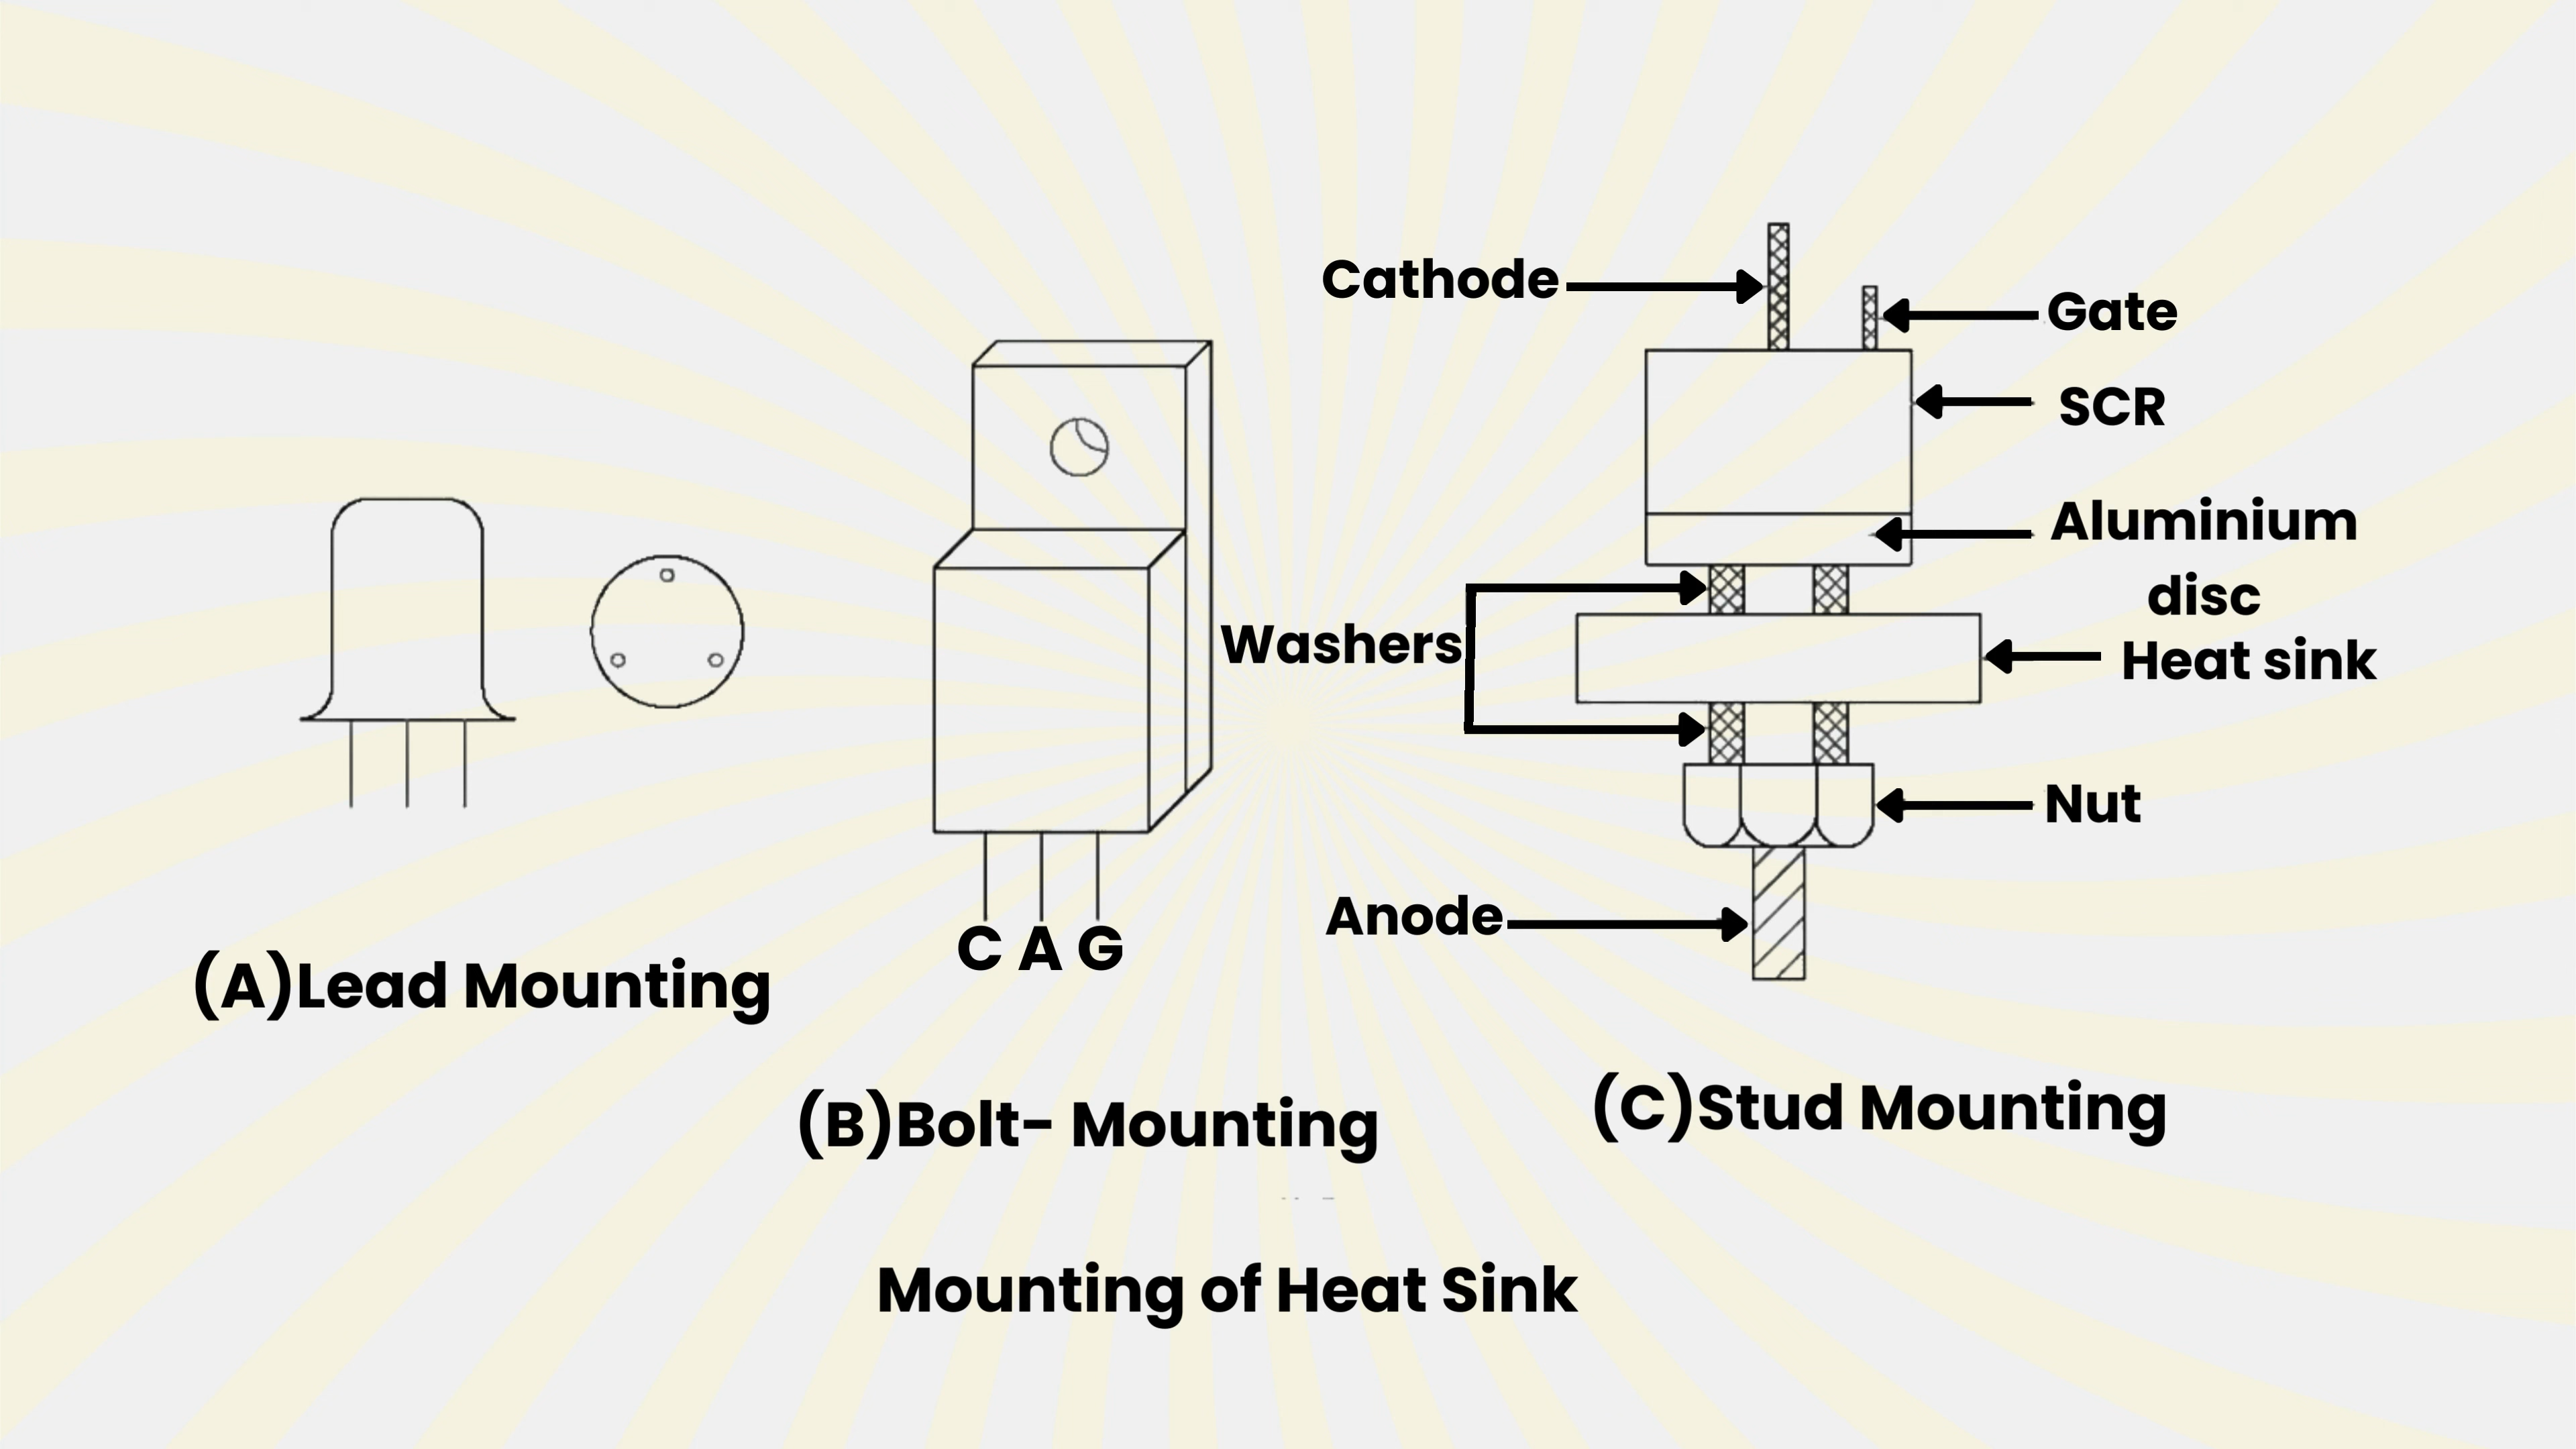 Cathode
Gate
SCR
Aluminium
disc
Washers
Heat sink
Nut
Anode
C A G
(A)Lead Mounting
(B)Bolt- Mounting
(C)Stud Mounting
Mounting of Heat Sink